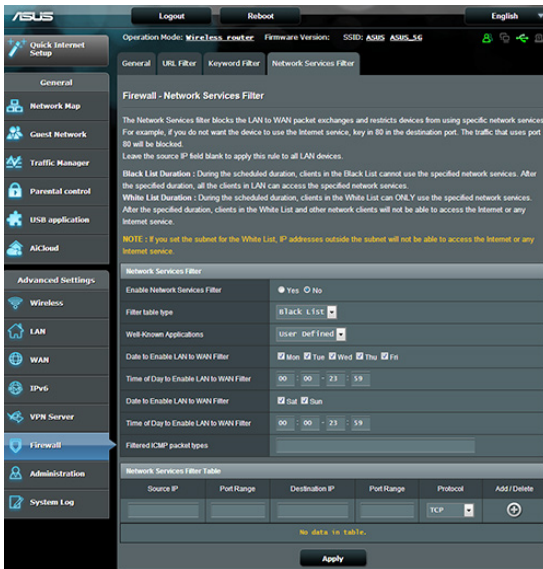 ASUS
Logout
Reboot
English
Quick Internet
Setup
Operation Mode: Wireless router Firmware Version: SSID: ASUS ASUS_5G
General
URL Filter
Keyword Filter
Network Services Filter
General
Network Map
Guest Network
Traffic Manager
Parental control
USB application
AiCloud
Advanced Settings
Wireless
LAN
WAN
IPv6
VPN Server
Firewall
Administration
System Log
Firewall - Network Services Filter
The Network Services filter blocks the LAN to WAN packet exchanges and restricts devices from using specific network services.
For example, if you do not want the device to use the Internet service, key in 80 in the destination port. The traffic that uses port
80 will be blocked.
Leave the source IP field blank to apply this rule to all LAN devices.
Black List Duration : During the scheduled duration, clients in the Black List cannot use the specified network services. After
the specified duration, all the clients in LAN can access the specified network services.
White List Duration : During the scheduled duration, clients in the White List can ONLY use the specified network services.
After the specified duration, clients in the White List and other network clients will not be able to access the Internet or any
Internet service.
NOTE : If you set the subnet for the White List, IP addresses outside the subnet will not be able to access the Internet or any
Internet service.
Network Services Filter
Enable Network Services Filter Yes No
Filter table type Black List
Well-Known Applications User Defined
Date to Enable LAN to WAN Filter Mon Tue Wed Thu Fri
Time of Day to Enable LAN to WAN Filter 00 : 00 - 23 : 59
Date to Enable LAN to WAN Filter Sat Sun
Time of Day to Enable LAN to WAN Filter 00 : 00 - 23 : 59
Filtered ICMP packet types
Network Services Filter Table
Source IP Port Range Destination IP Port Range Protocol Add / Delete
TCP
No data in table.
Apply